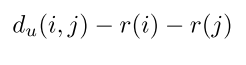 d_u(i, j) − r(i) − r(j)